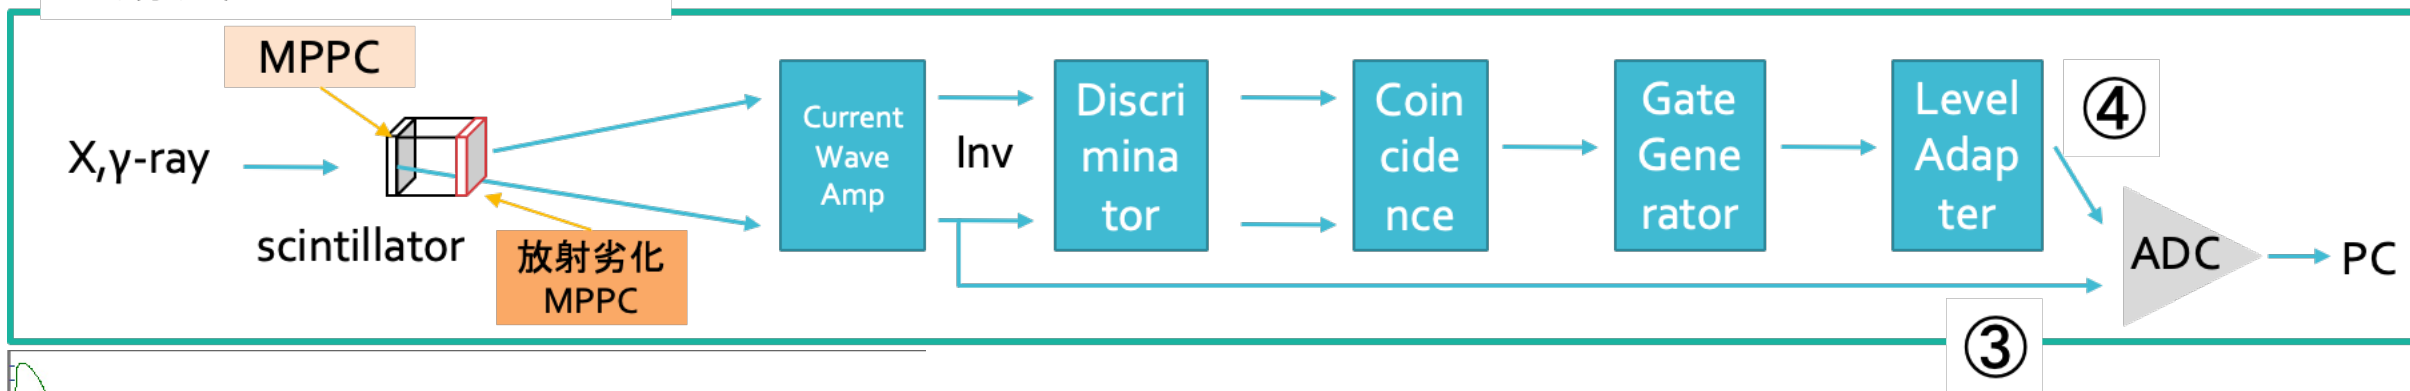 MPPC
X,γ-ray
scintillator
放射劣化
MPPC
Current
Wave
Amp
Inv
Discri
mina
tor
Coin
cide
nce
Gate
Gene
rator
Level
Adap
ter
④
ADC
PC
③